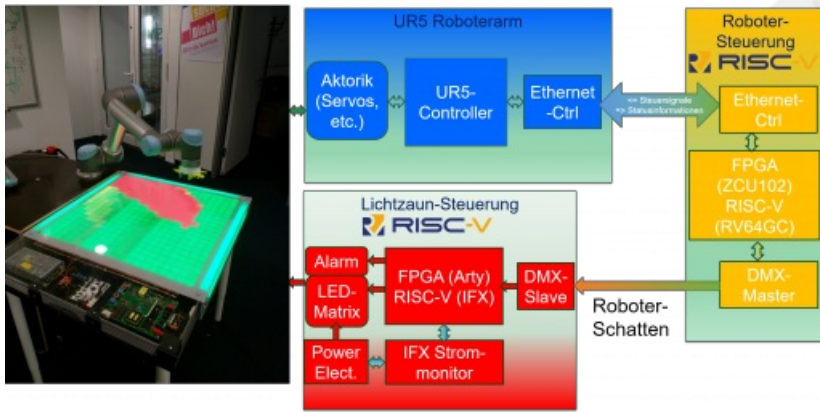 UR5 Roboterarm
Aktorik
(Servos,
etc.)
UR5-
Controller
Ethernet
-Ctrl
<= Steuersignale
=> Statusinformationen
Roboter-
Steuerung
RISC-V
Ethernet-
Ctrl
FPGA
(ZCU102)
RISC-V
(RV64GC)
DMX-
Master
Lichtzaun-Steuerung
RISC-V
Alarm
LED-
Matrix
FPGA (Arty)
RISC-V (IFX)
DMX-
Slave
Power
Elect.
IFX Strom-
monitor
Roboter-
Schatten